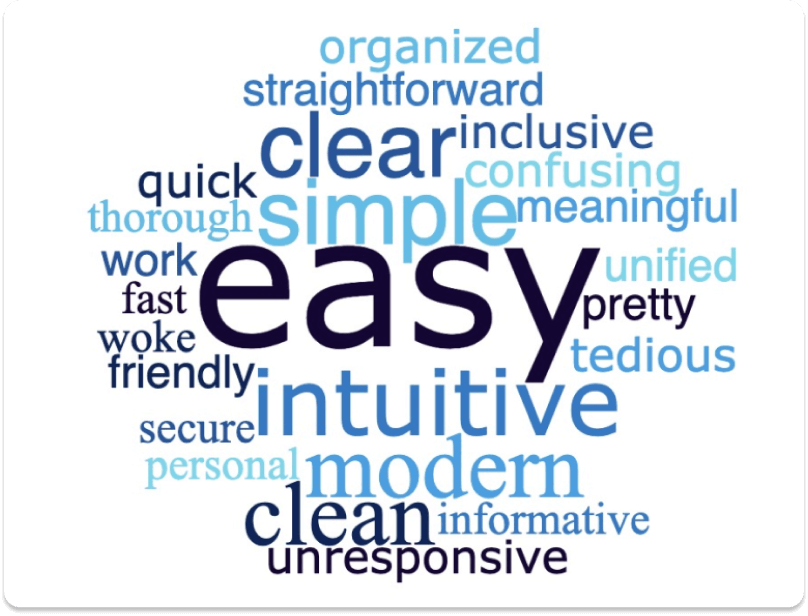 organized
straightforward
clear inclusive
quick confusing
thorough simple meaningful
work easy unified
fast pretty
woke tedious
friendly intuitive
secure
personal modern
clean informative
unresponsive